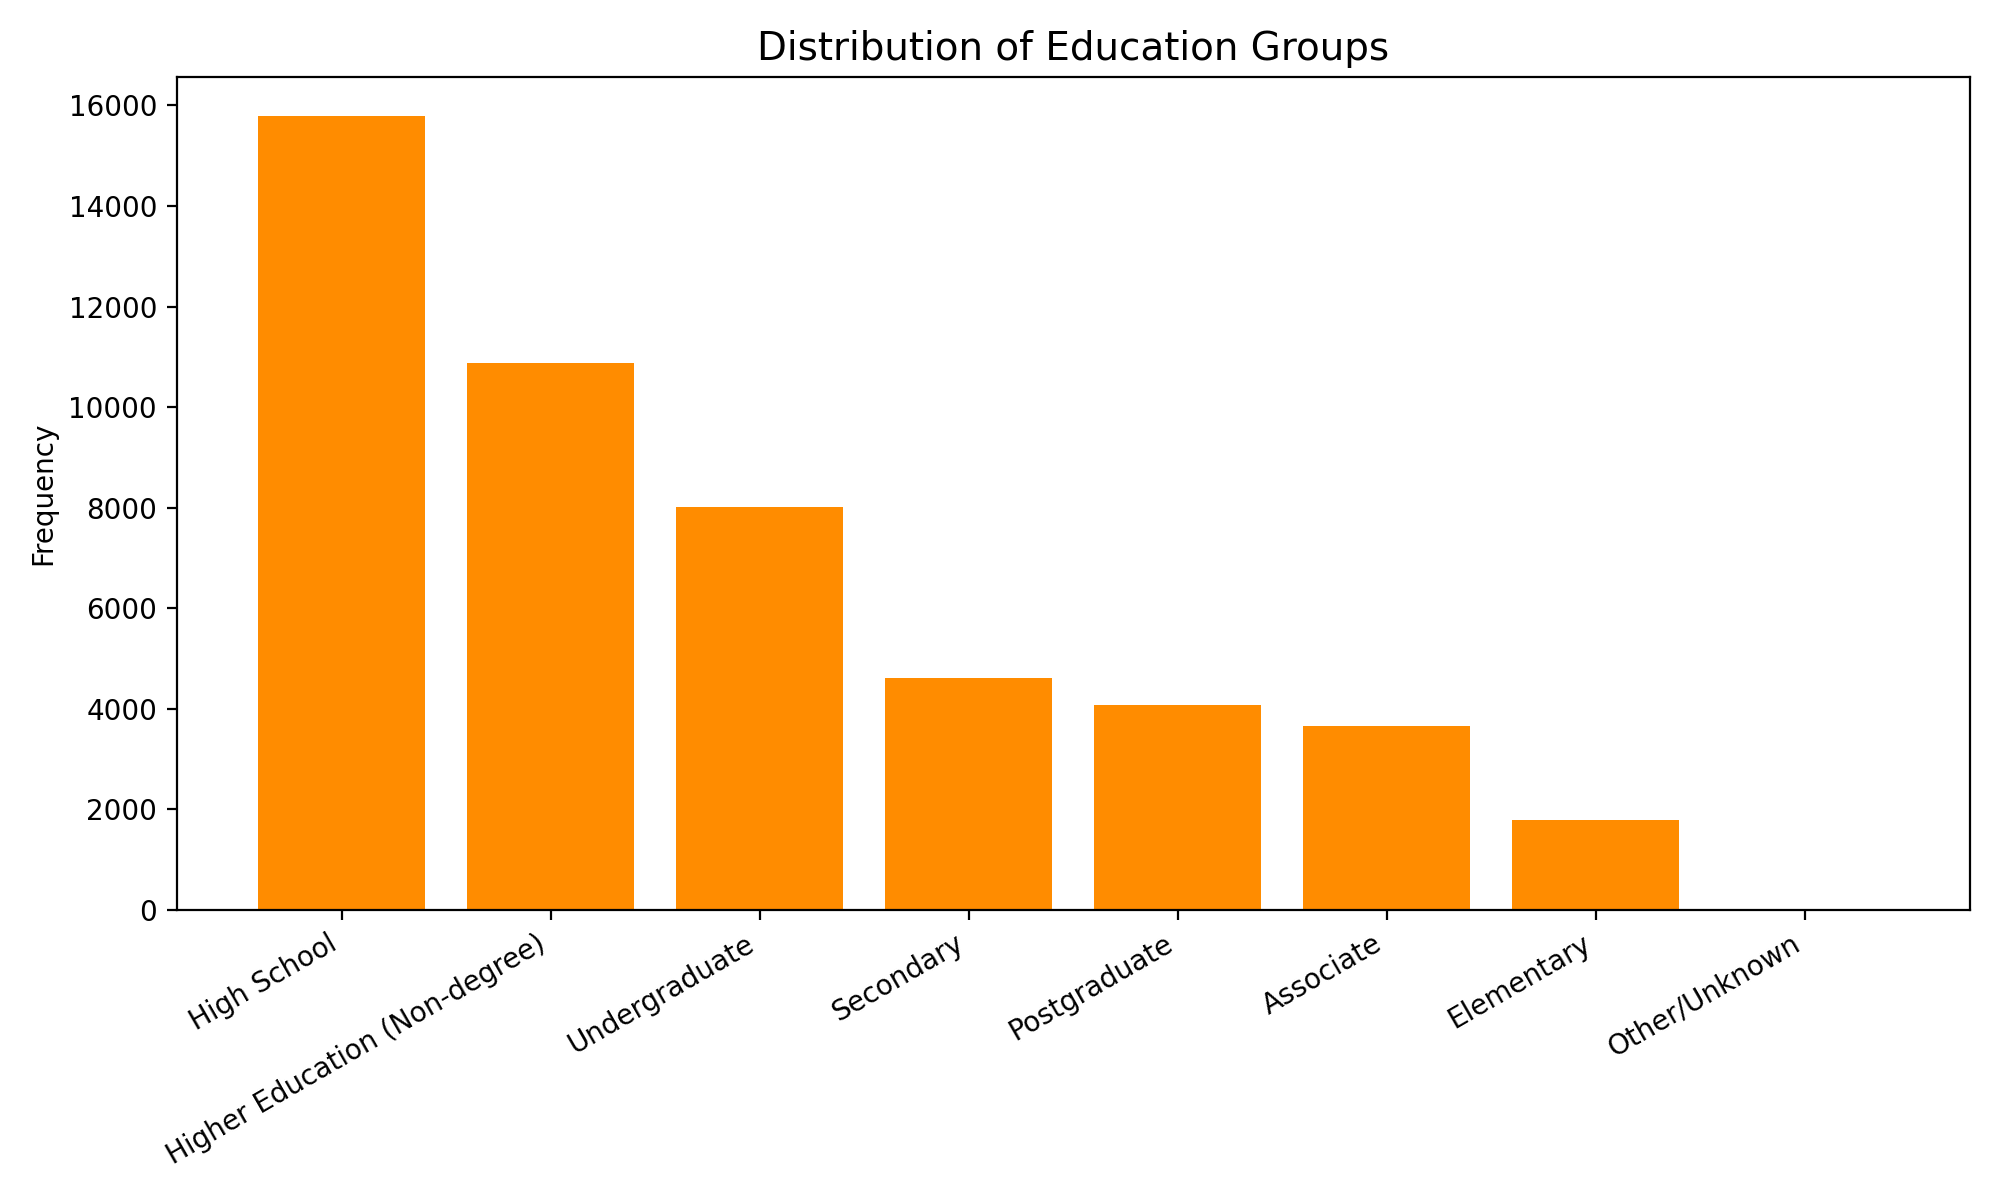 Distribution of Education Groups
Frequency
16000
14000
12000
10000
8000
6000
4000
2000
0
High School
Higher Education (Non-degree)
Undergraduate
Secondary
Postgraduate
Associate
Elementary
Other/Unknown